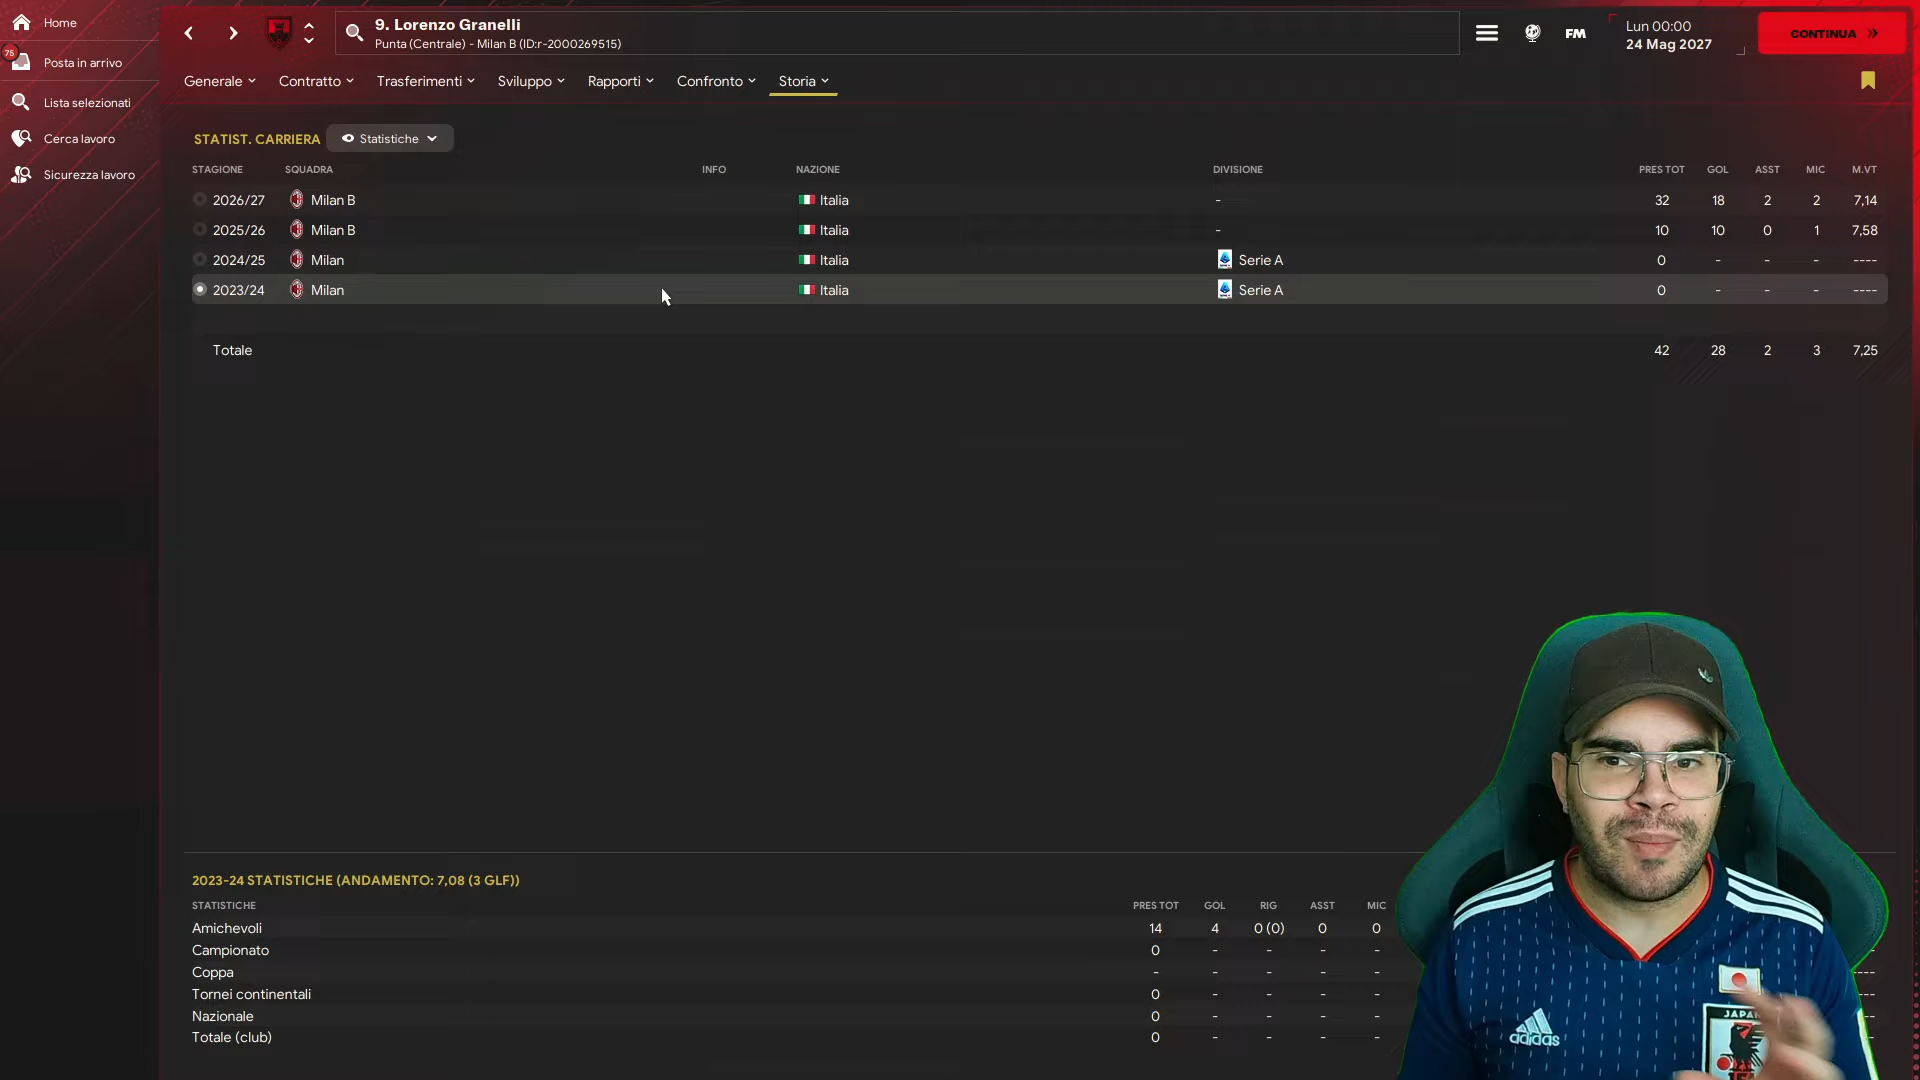 Home
75
Posta in arrivo
Lista selezionati
Cerca lavoro
Sicurezza lavoro
9. Lorenzo Granelli
Punta (Centrale) - Milan B (ID:r-2000269515)
FM
Lun 00:00
24 Mag 2027
CONTINUA
Generale Contratto Trasferimenti Sviluppo Rapporti Confronto Storia
STATIST. CARRIERA Statistiche
STAGIONE SQUADRA INFO NAZIONE DIVISIONE PRES TOT GOL ASST MIC M.VT
2026/27 Milan B Italia - 32 18 2 2 7,14
2025/26 Milan B Italia - 10 10 0 1 7,58
2024/25 Milan Italia Serie A 0 - - - ----
2023/24 Milan Italia Serie A 0 - - - ----
Totale 42 28 2 3 7,25
2023-24 STATISTICHE (ANDAMENTO: 7,08 (3 GLF))
STATISTICHE PRES TOT GOL RIG ASST MIC
Amichevoli 14 4 0 (0) 0 0
Campionato 0 - - - -
Coppa - - - - - ----
Tornei continentali 0 - - - -
Nazionale 0 - - - -
Totale (club) 0 - - - -
adidas
JAPAN